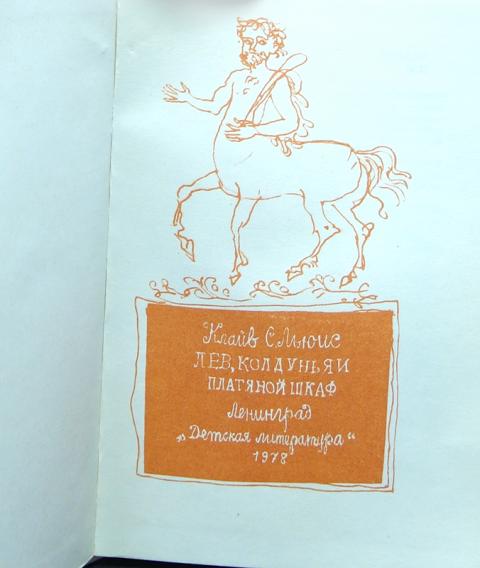 Клайв С. Льюис
ЛЕВ, КОЛДУНЬЯ И
ПЛАТЯНОЙ ШКАФ
Ленинград
„Детская литература“
1978